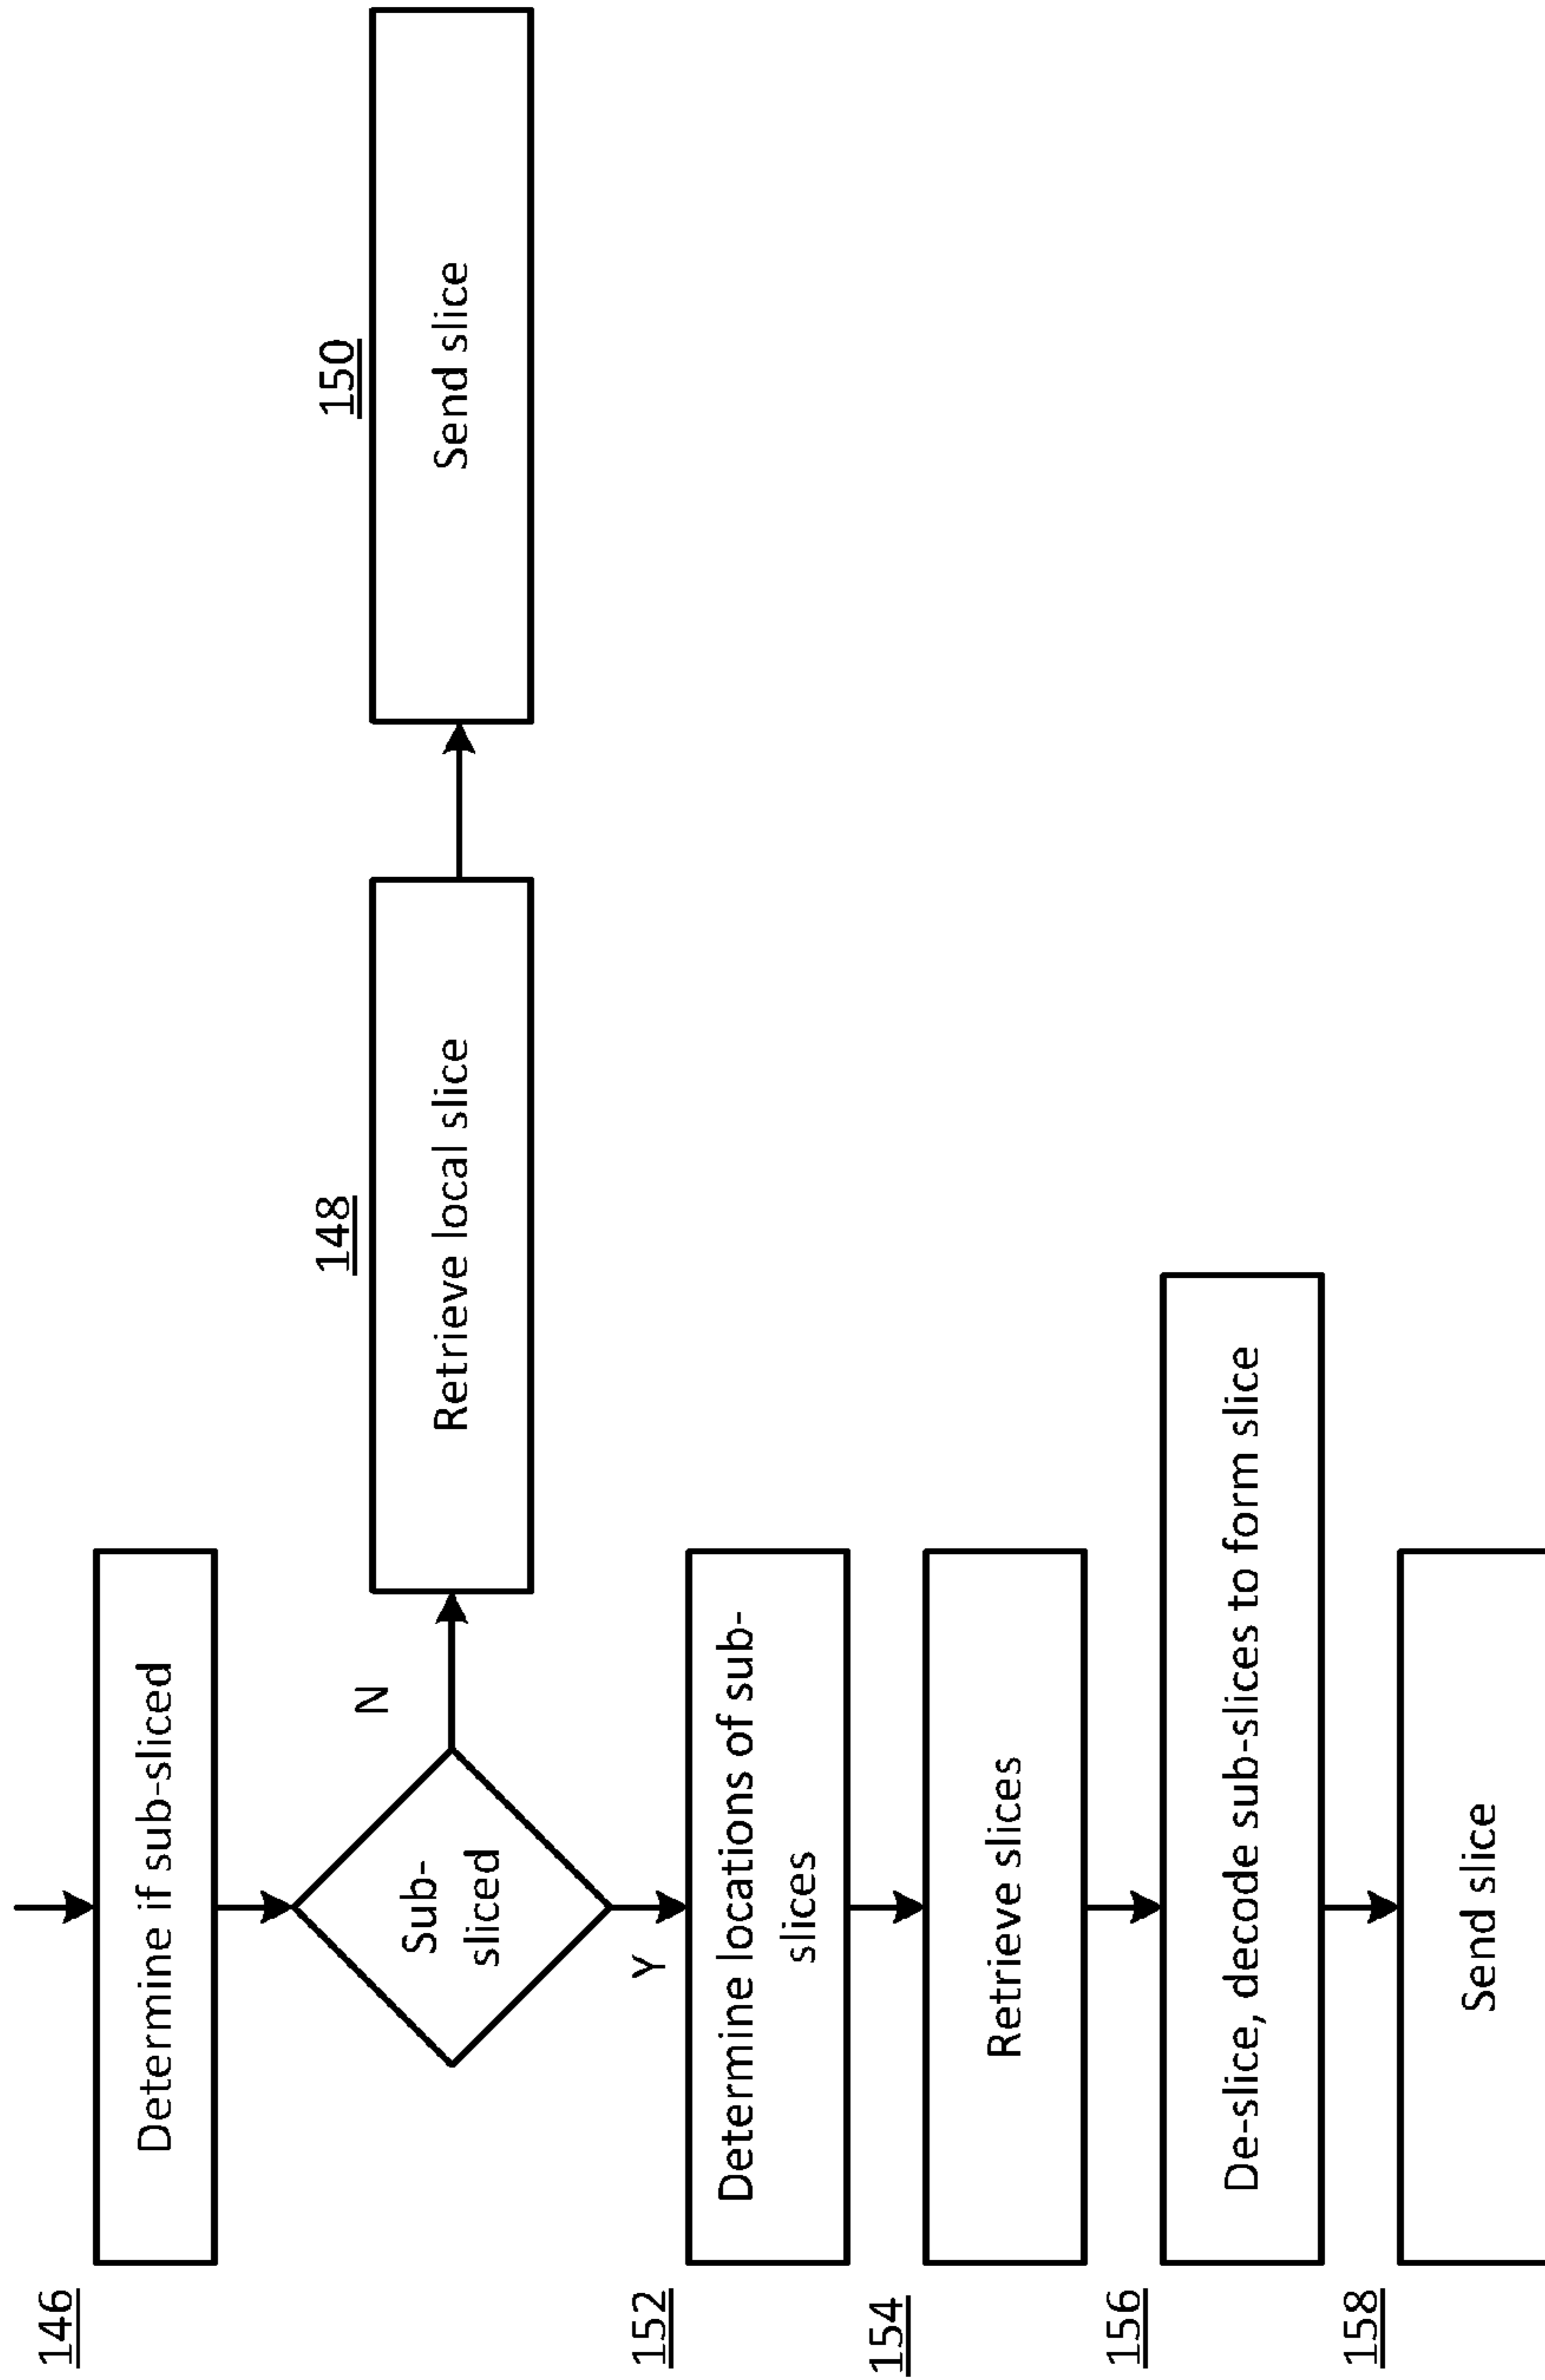 146
Determine if sub-sliced
Sub-
sliced
N
148
Retrieve local slice
150
Send slice
Y
152
Determine locations of sub-
slices
154
Retrieve slices
156
De-slice, decode sub-slices to form slice
158
Send slice